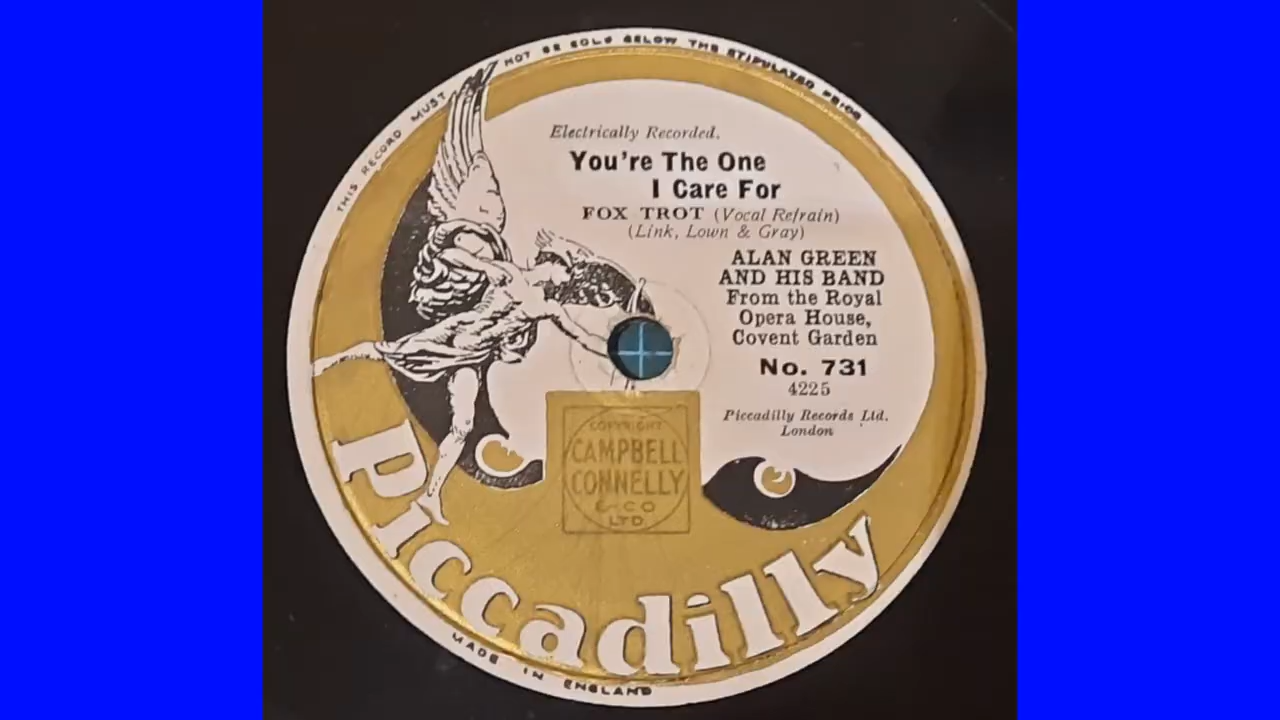 THIS RECORD MUST NOT BE SOLD BELOW THE STIPULATED PRICE
Electrically Recorded.
You're The One
I Care For
FOX TROT (Vocal Refrain)
(Link, Lown & Gray)
ALAN GREEN
AND HIS BAND
From the Royal
Opera House,
Covent Garden
No. 731
4225
Piccadilly Records Ltd.
London
COPYRIGHT
CAMPBELL
CONNELLY
& CO
LTD.
Piccadilly
MADE IN ENGLAND